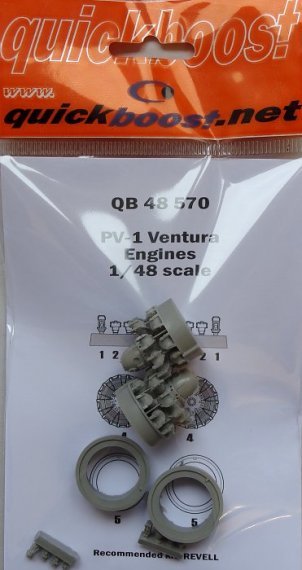 quickboost
www.
quickboost.net
QB 48 570
PV-1 Ventura
Engines
1/48 scale
1 2 2 1
4 4
5 5
Recommended kit REVELL